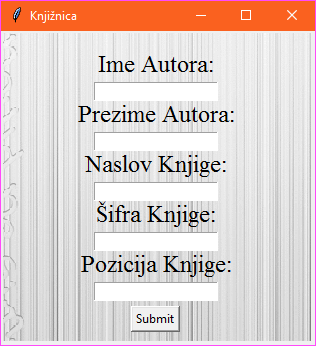 Knjižnica
Ime Autora:
Prezime Autora:
Naslov Knjige:
Šifra Knjige:
Pozicija Knjige:
Submit